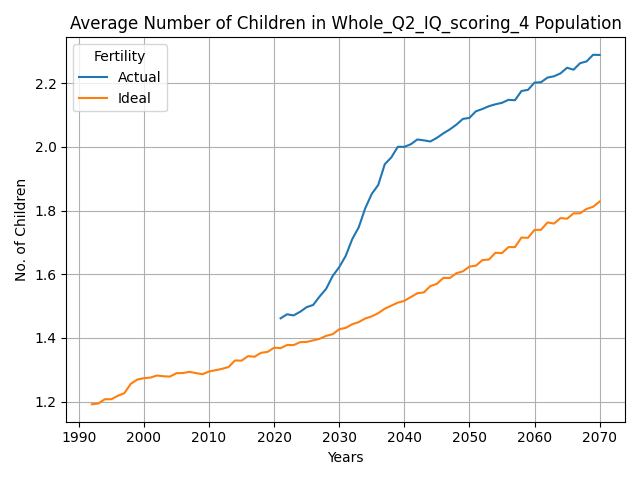 Average Number of Children in Whole_Q2_IQ_scoring_4 Population
Fertility
Actual
Ideal
No. of Children
2.2
2.0
1.8
1.6
1.4
1.2
1990 2000 2010 2020 2030 2040 2050 2060 2070
Years